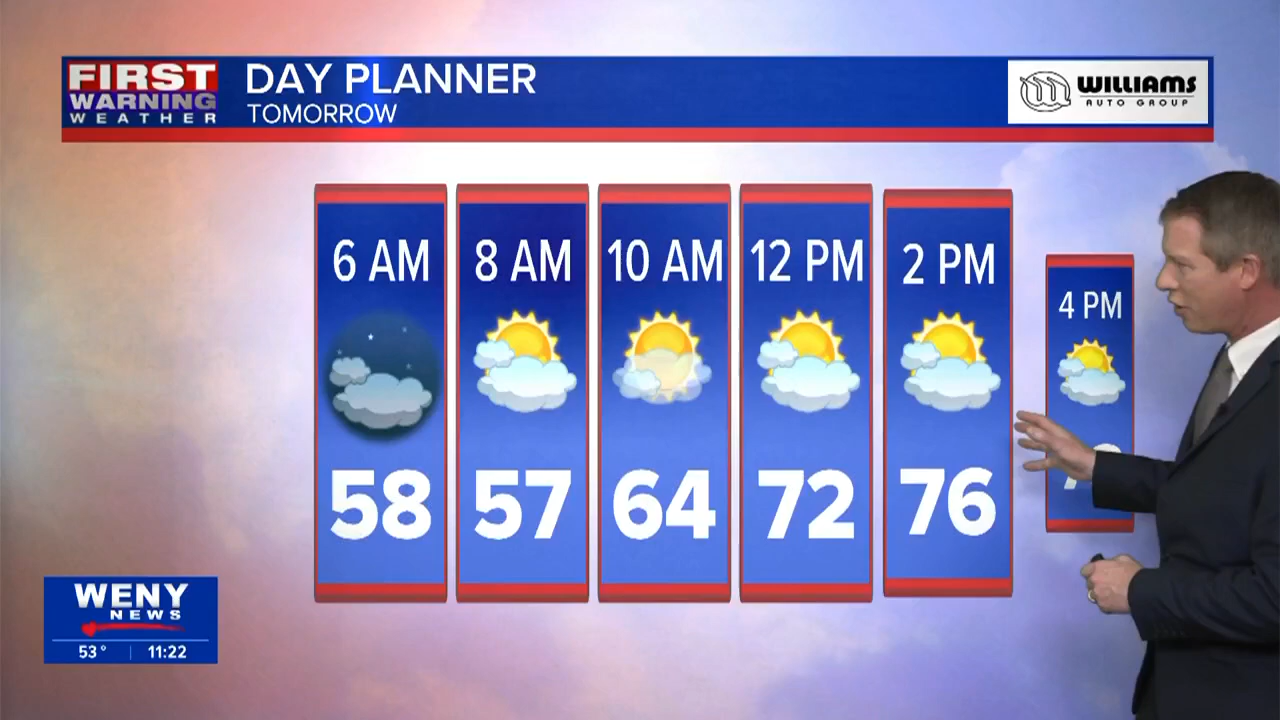 FIRST
WARNING
WEATHER
DAY PLANNER
TOMORROW
WILLIAMS
AUTO GROUP
6 AM
8 AM
10 AM
12 PM
2 PM
4 PM
58
57
64
72
76
WENY
NEWS
53° 11:22